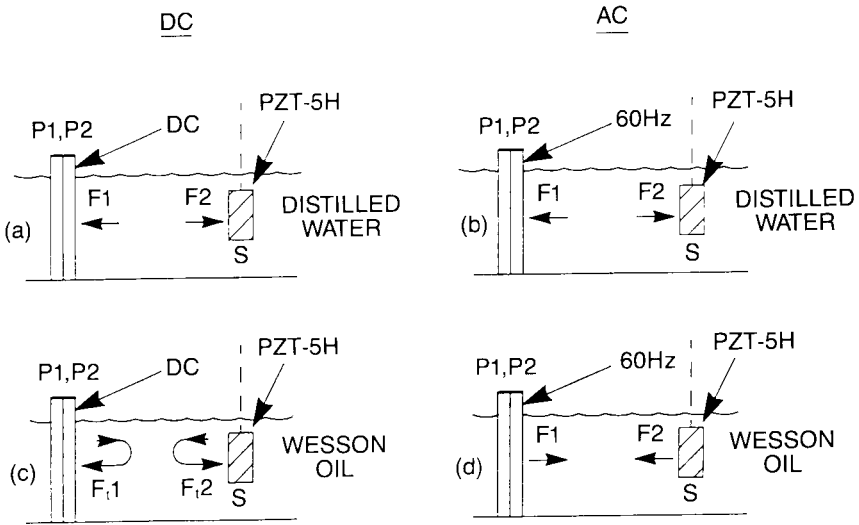 DC
AC
PZT-5H
P1,P2
DC
F1
F2
DISTILLED
WATER
(a)
S
PZT-5H
P1,P2
60Hz
F1
F2
DISTILLED
WATER
(b)
S
PZT-5H
P1,P2
DC
WESSON
OIL
(c)
Ft1
Ft2
S
PZT-5H
P1,P2
60Hz
F1
F2
WESSON
OIL
(d)
S